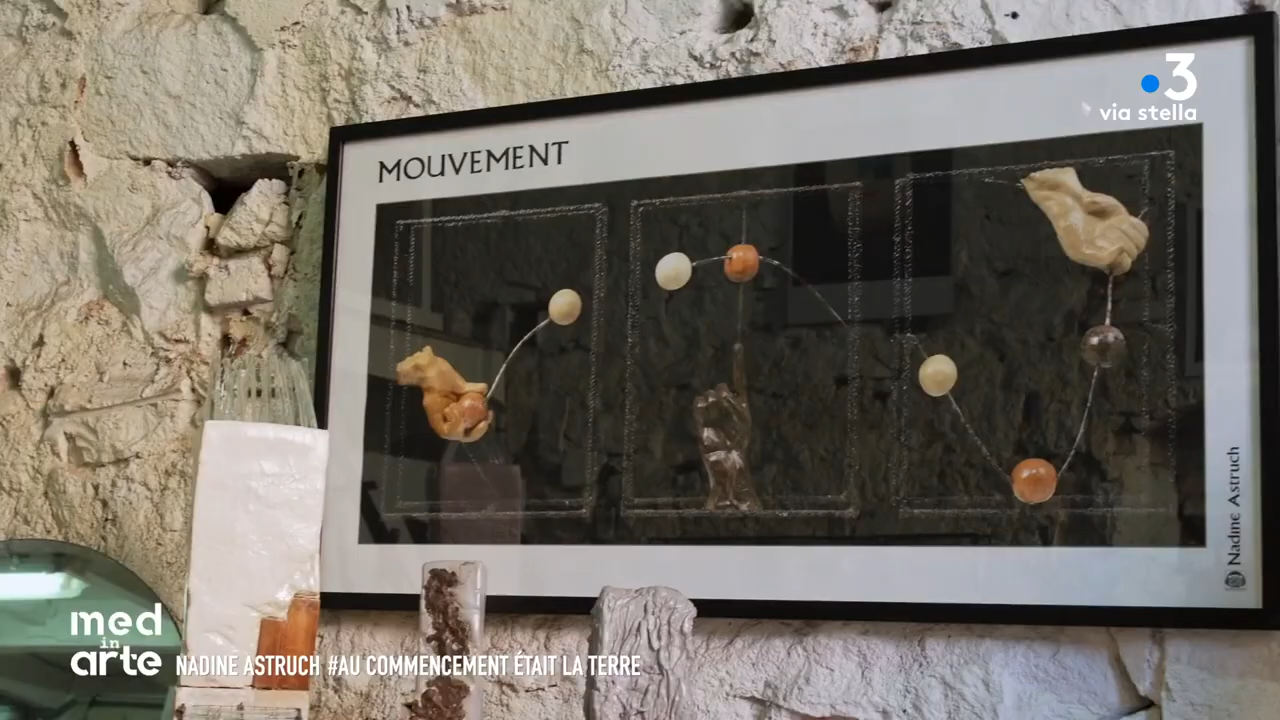 MOUVEMENT
3
via stella
Nadine Astruch
med
in
arte
NADINE ASTRUCH #AU COMMENCEMENT ÉTAIT LA TERRE